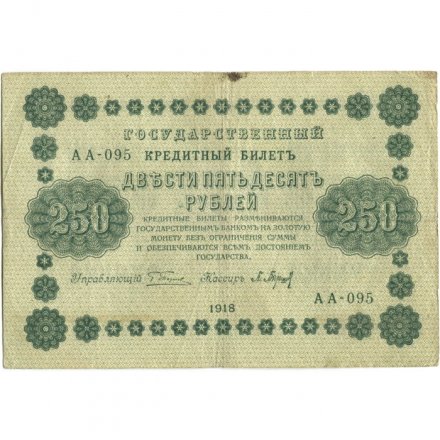 ГОСУДАРСТВЕННЫЙ
АА-095 КРЕДИТНЫЙ БИЛЕТЪ
ДВѢСТИ ПЯТЬДЕСЯТЪ
РУБЛЕЙ
250 250
КРЕДИТНЫЕ БИЛЕТЫ РАЗМѢНИВАЮТСЯ
ГОСУДАРСТВЕННЫМЪ БАНКОМЪ НА ЗОЛОТУЮ
МОНЕТУ БЕЗЪ ОГРАНИЧЕНІЯ СУММЫ
И ОБЕЗПЕЧИВАЮТСЯ ВСѢМЪ ДОСТОЯНІЕМЪ
ГОСУДАРСТВА.
Управляющій Кассиръ
АА-095
1918